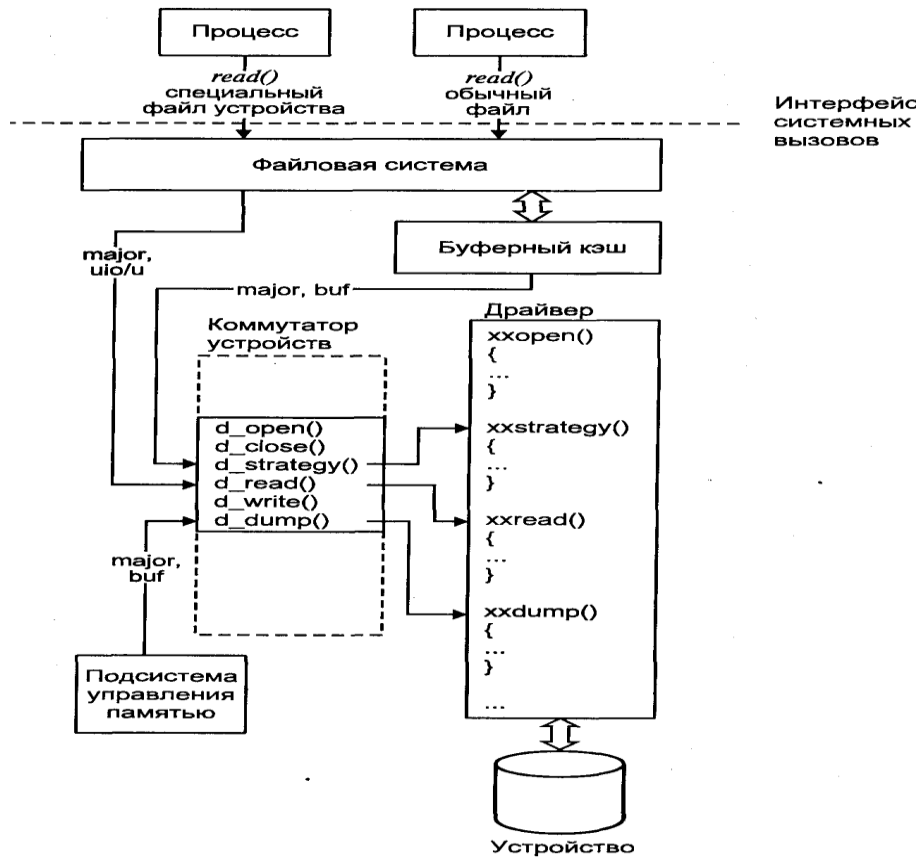 Процесс
Процесс
read()
специальный
файл устройства
read()
обычный
файл
Интерфейс
системных
вызовов
Файловая система
Буферный кэш
major,
uio/u
major, buf
Коммутатор
устройств
d_open()
d_close()
d_strategy()
d_read()
d_write()
d_dump()
major,
buf
Подсистема
управления
памятью
Драйвер
xxopen()
{
...
}
xxstrategy()
{
...
}
xxread()
{
...
}
xxdump()
{
...
}
...
Устройство